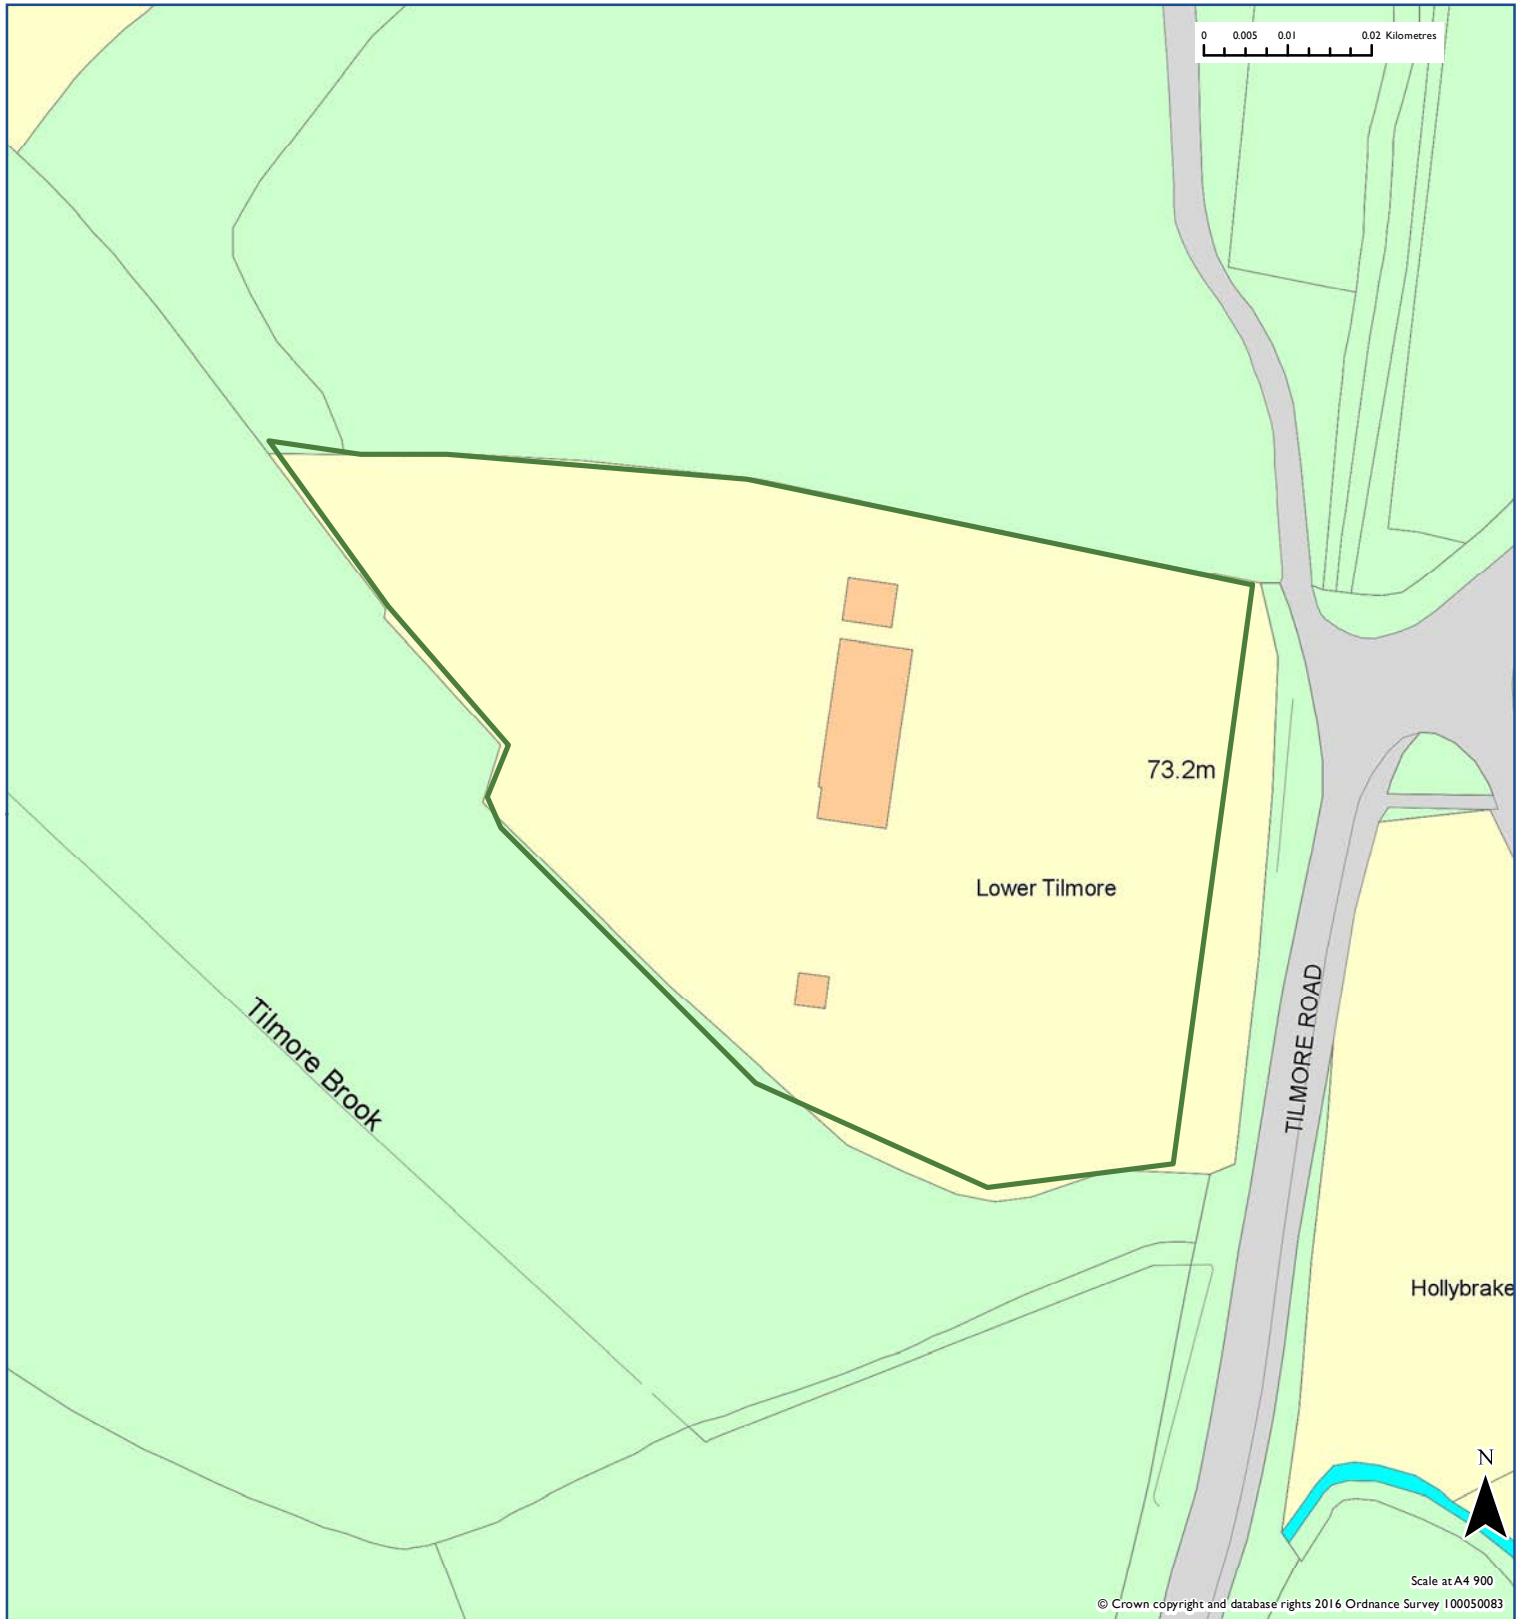 0 0.005 0.01 0.02 Kilometres
73.2m
Lower Tilmore
Tilmore Brook
TILMORE ROAD
Hollybrake
N
Scale at A4 900
© Crown copyright and database rights 2016 Ordnance Survey 100050083